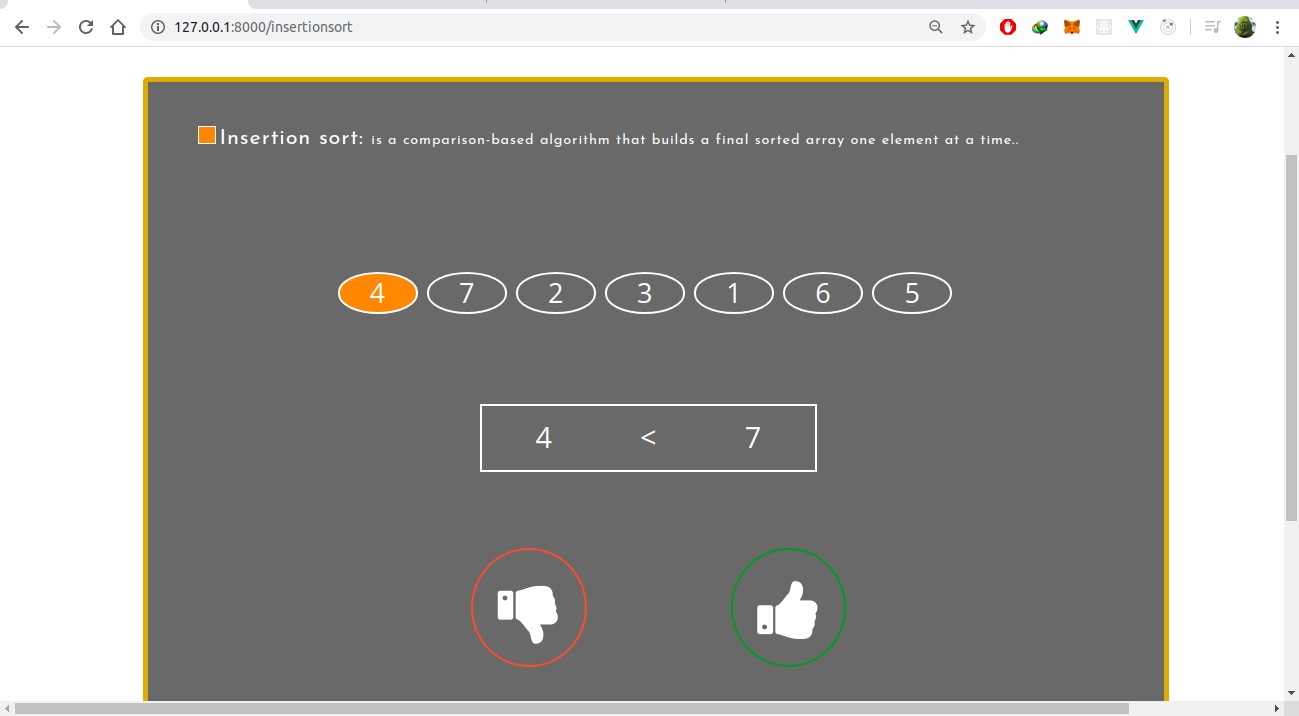 127.0.0.1:8000/insertionsort
Insertion sort: is a comparison-based algorithm that builds a final sorted array one element at a time..
4 7 2 3 1 6 5
4 < 7